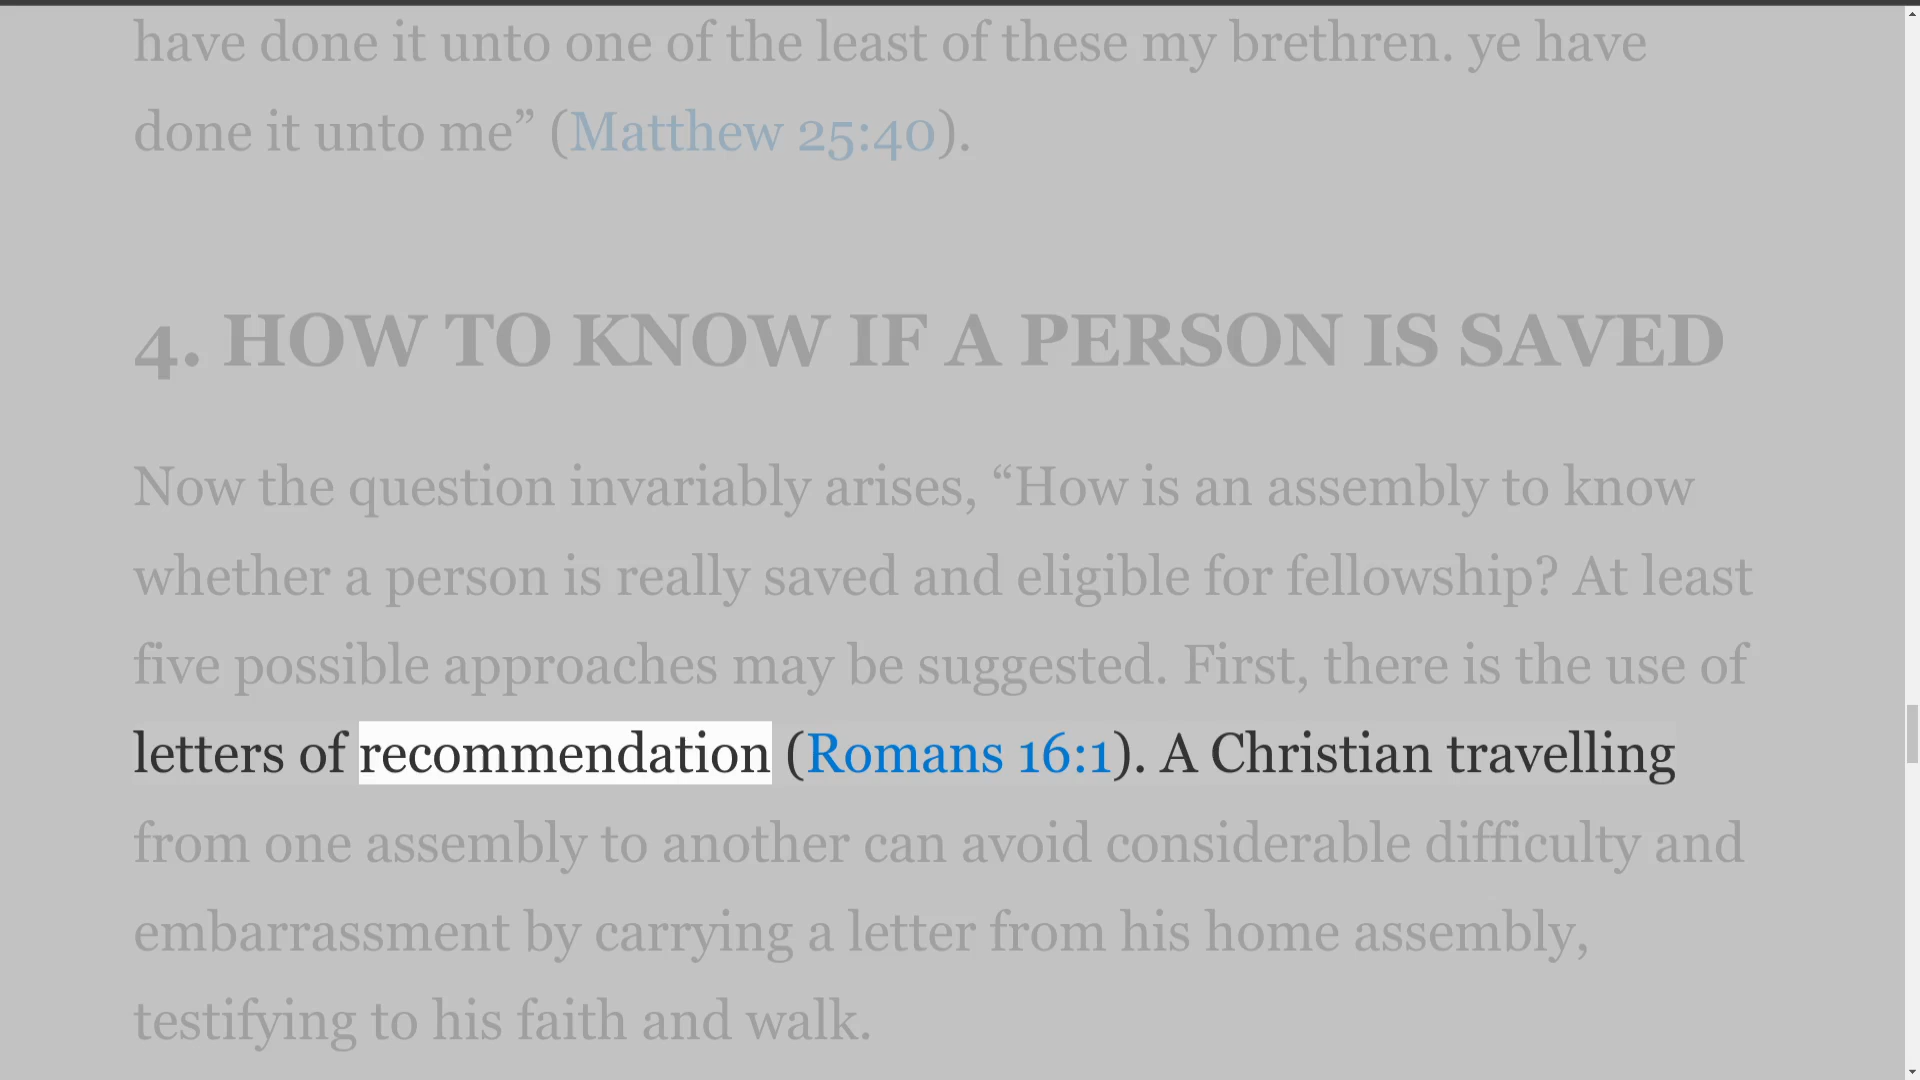 have done it unto one of the least of these my brethren. ye have
done it unto me” (Matthew 25:40).
4. HOW TO KNOW IF A PERSON IS SAVED
Now the question invariably arises, “How is an assembly to know
whether a person is really saved and eligible for fellowship? At least
five possible approaches may be suggested. First, there is the use of
letters of recommendation (Romans 16:1). A Christian travelling
from one assembly to another can avoid considerable difficulty and
embarrassment by carrying a letter from his home assembly,
testifying to his faith and walk.